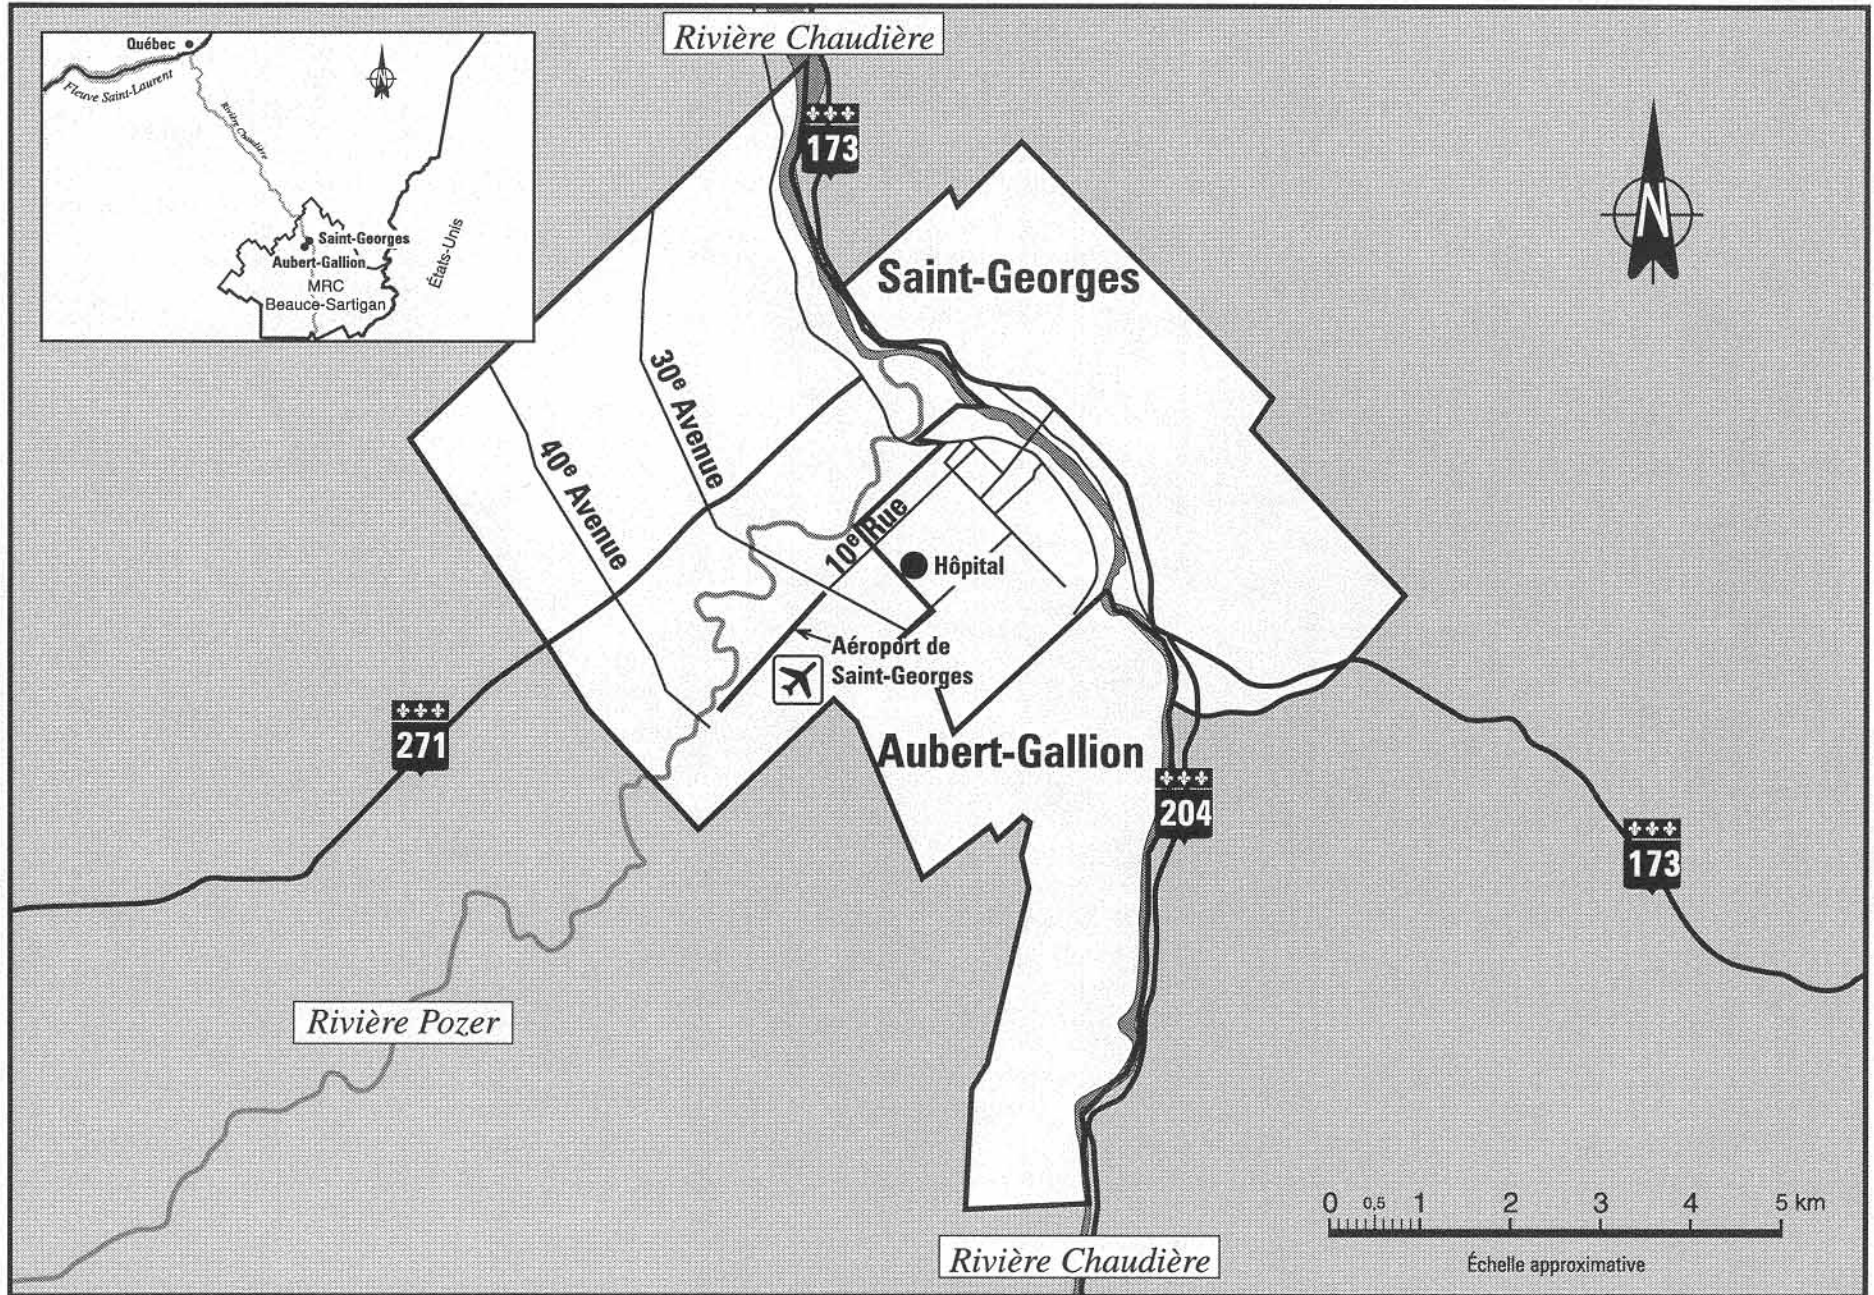 Rivière Chaudière
Québec
Fleuve Saint-Laurent
Rivière Chaudière
Saint-Georges
Aubert-Gallion
MRC
Beauce-Sartigan
États-Unis
173
N
Saint-Georges
30e Avenue
40e Avenue
10e Rue
Hôpital
Aéroport de
Saint-Georges
271
Aubert-Gallion
204
173
Rivière Pozer
0 0,5 1 2 3 4 5 km
Échelle approximative
Rivière Chaudière